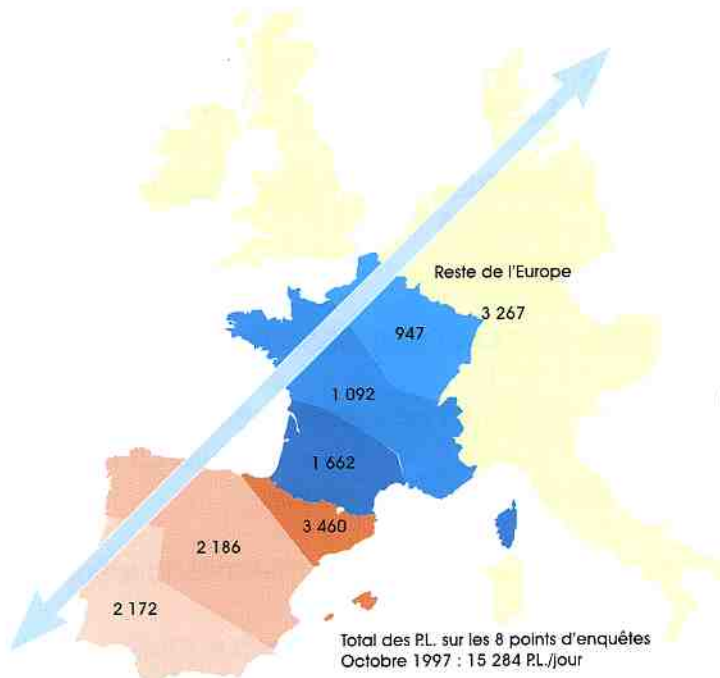 Reste de l'Europe
3 267
947
1 092
1 662
3 460
2 186
2 172
Total des P.L. sur les 8 points d'enquêtes
Octobre 1997 : 15 284 P.L./jour